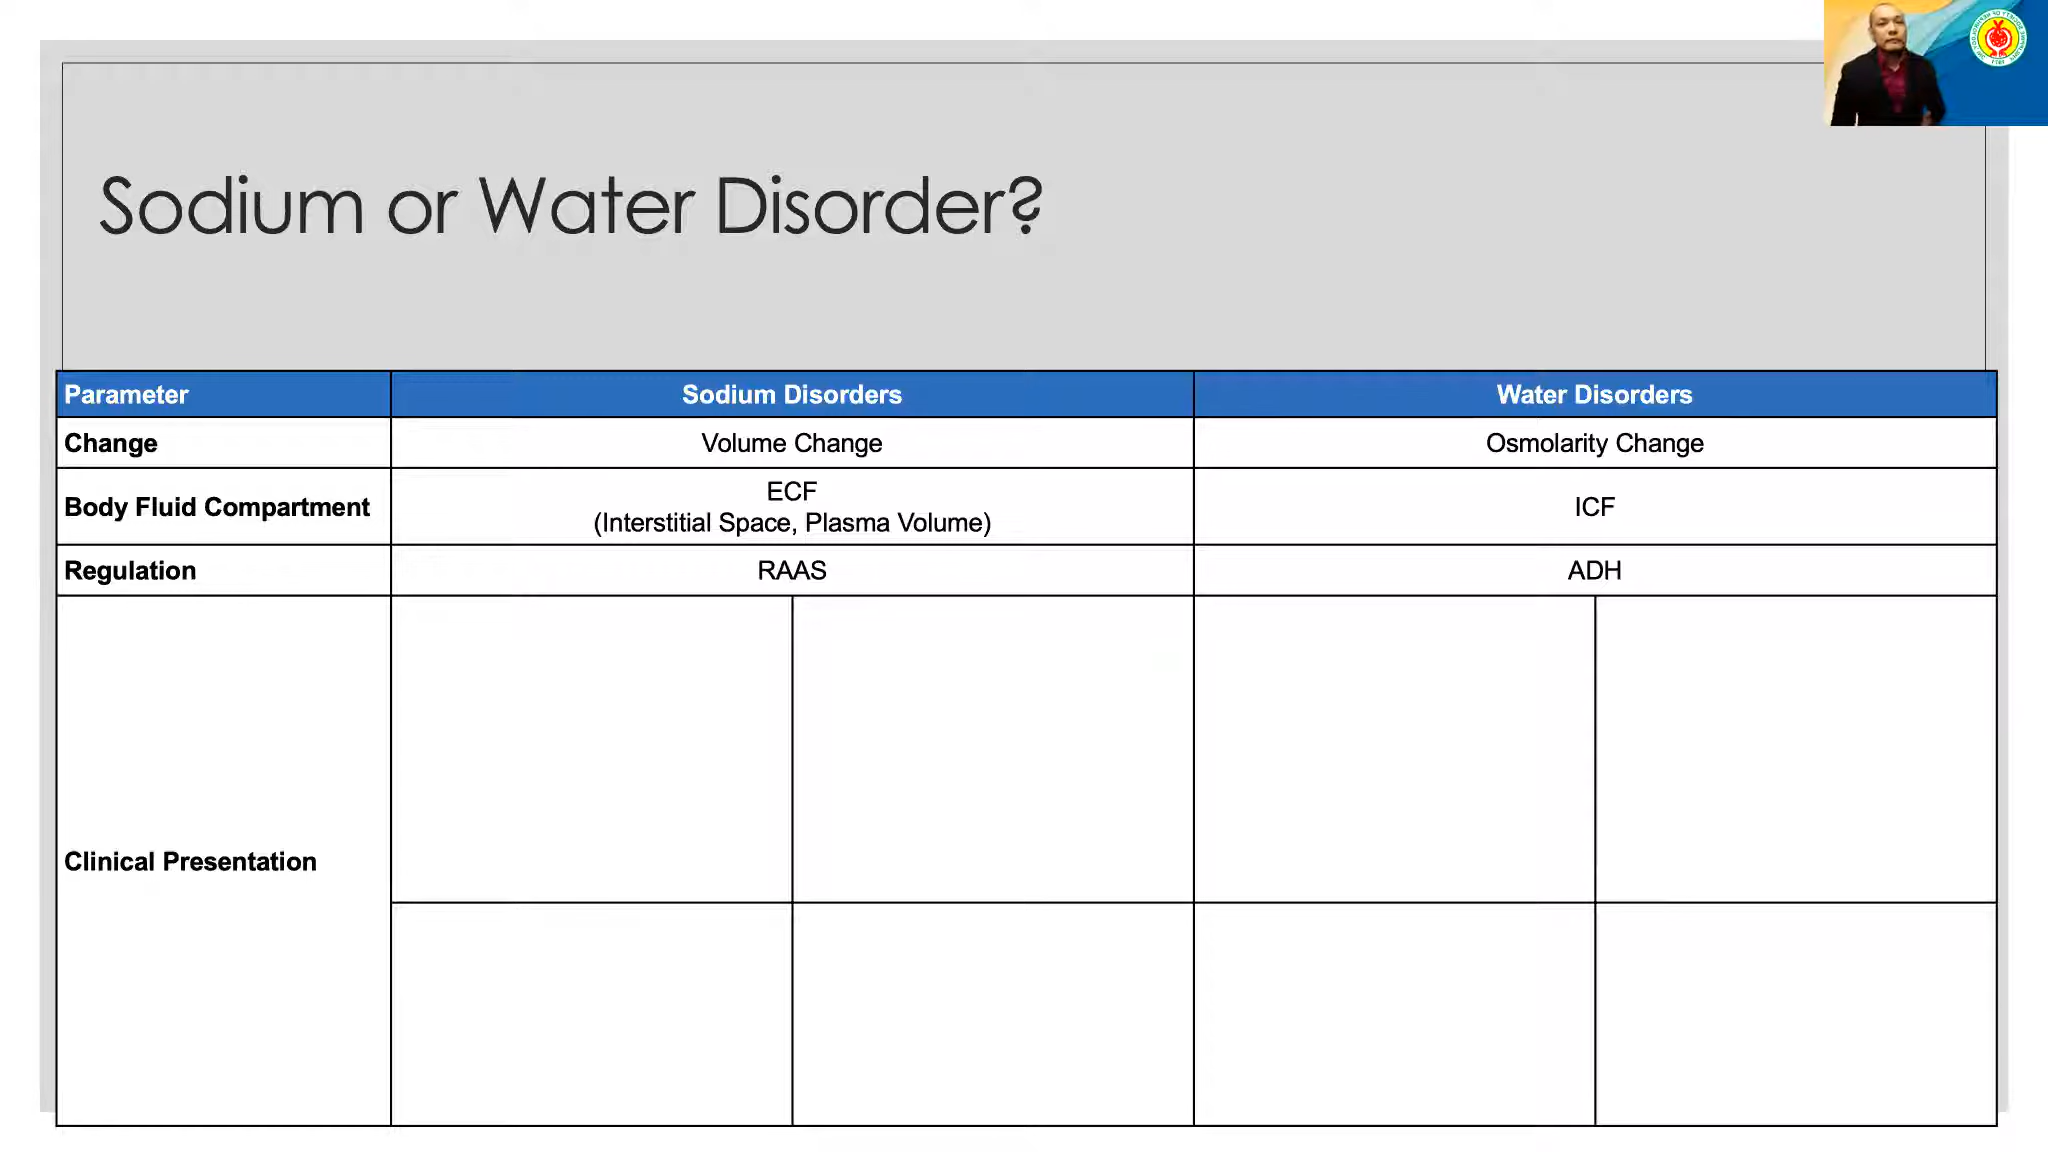 Sodium or Water Disorder?
Parameter
Sodium Disorders
Water Disorders
Change
Volume Change
Osmolarity Change
Body Fluid Compartment
ECF
(Interstitial Space, Plasma Volume)
ICF
Regulation
RAAS
ADH
Clinical Presentation